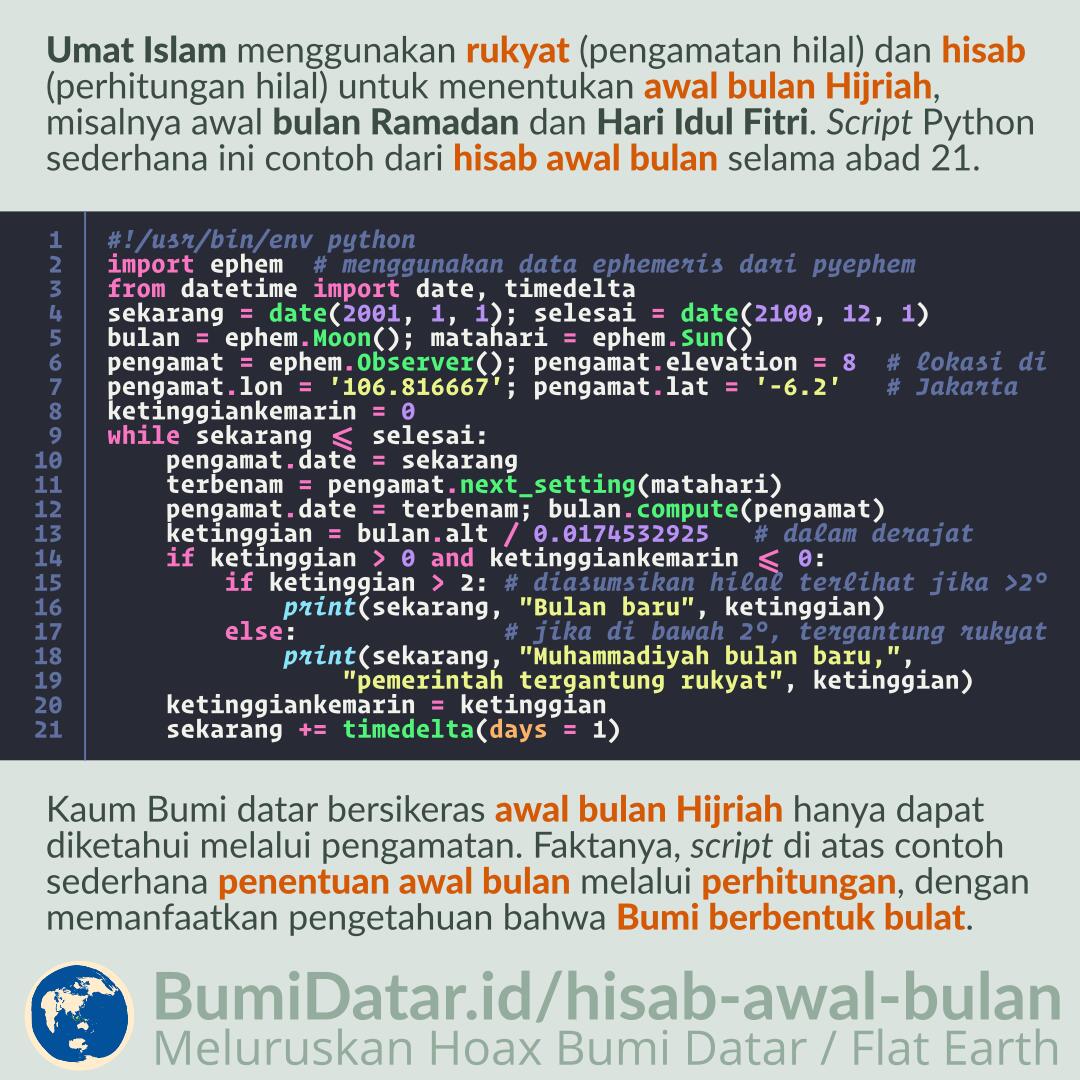 Umat Islam menggunakan rukyat (pengamatan hilal) dan hisab
(perhitungan hilal) untuk menentukan awal bulan Hijriah,
misalnya awal bulan Ramadan dan Hari Idul Fitri. Script Python
sederhana ini contoh dari hisab awal bulan selama abad 21.
1 #!/usr/bin/env python
2 import ephem  # menggunakan data ephemeris dari pyephem
3 from datetime import date, timedelta
4 sekarang = date(2001, 1, 1); selesai = date(2100, 12, 1)
5 bulan = ephem.Moon(); matahari = ephem.Sun()
6 pengamat = ephem.Observer(); pengamat.elevation = 8  # lokasi di
7 pengamat.lon = '106.816667'; pengamat.lat = '-6.2'   # Jakarta
8 ketinggiankemarin = 0
9 while sekarang ⩽ selesai:
10     pengamat.date = sekarang
11     terbenam = pengamat.next_setting(matahari)
12     pengamat.date = terbenam; bulan.compute(pengamat)
13     ketinggian = bulan.alt / 0.0174532925   # dalam derajat
14     if ketinggian > 0 and ketinggiankemarin ⩽ 0:
15         if ketinggian > 2: # diasumsikan hilal terlihat jika >2°
16             print(sekarang, "Bulan baru", ketinggian)
17         else:              # jika di bawah 2°, tergantung rukyat
18             print(sekarang, "Muhammadiyah bulan baru,",
19                 "pemerintah tergantung rukyat", ketinggian)
20     ketinggiankemarin = ketinggian
21     sekarang += timedelta(days = 1)
Kaum Bumi datar bersikeras awal bulan Hijriah hanya dapat
diketahui melalui pengamatan. Faktanya, script di atas contoh
sederhana penentuan awal bulan melalui perhitungan, dengan
memanfaatkan pengetahuan bahwa Bumi berbentuk bulat.
BumiDatar.id/hisab-awal-bulan
Meluruskan Hoax Bumi Datar / Flat Earth